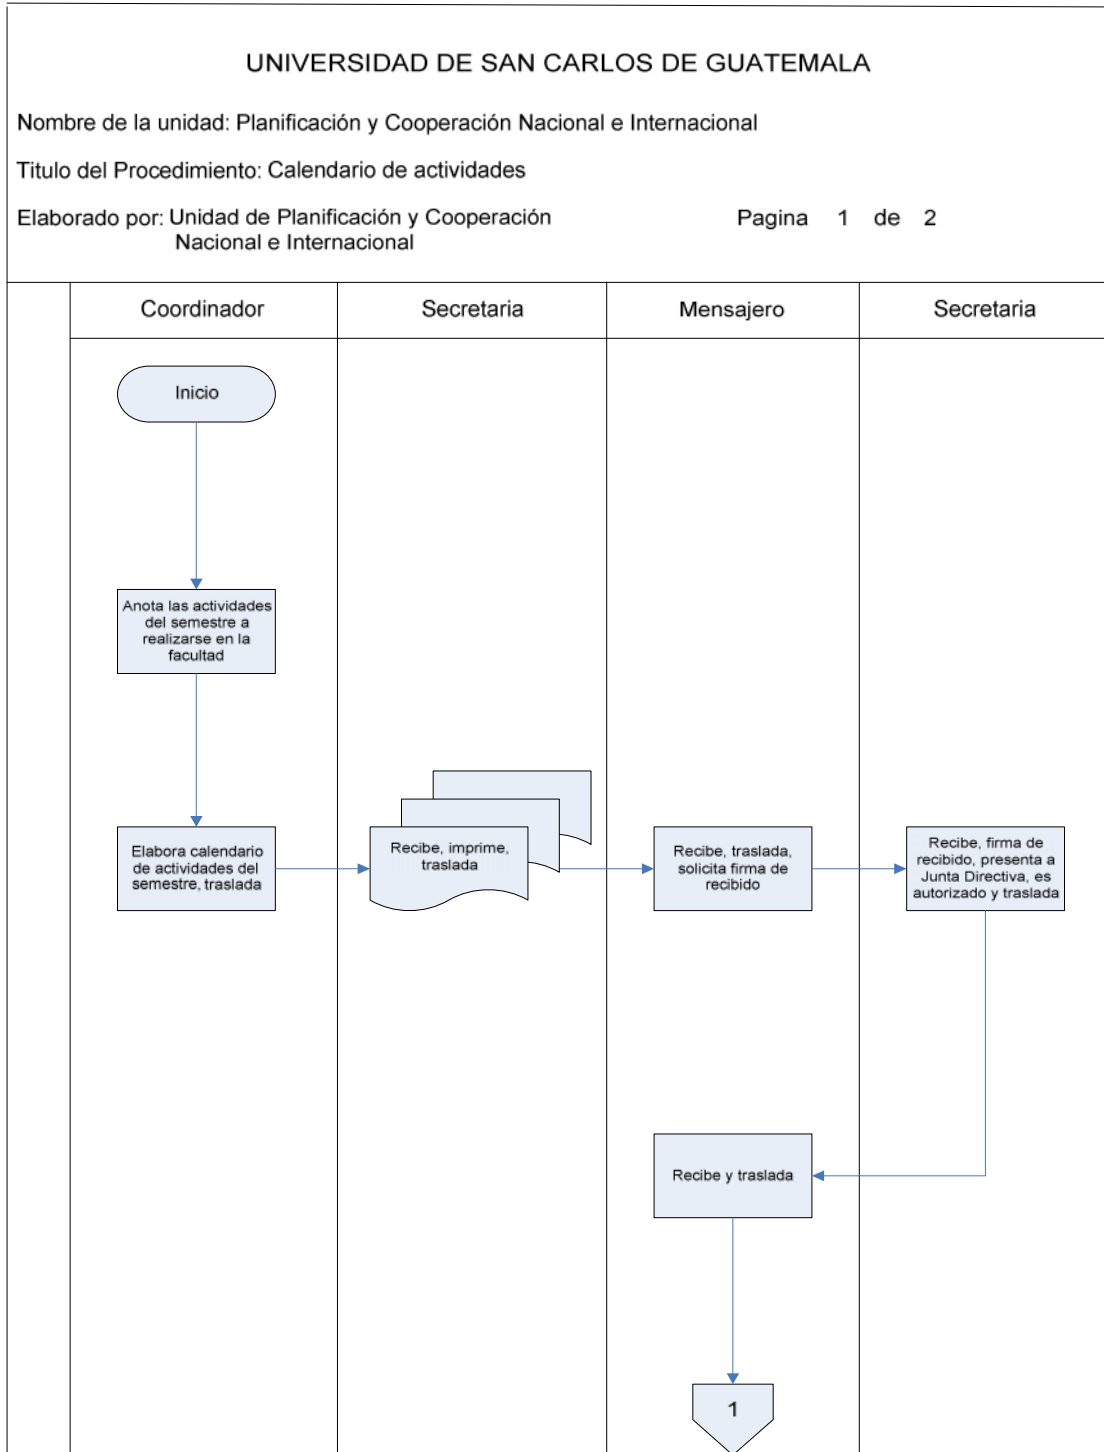 UNIVERSIDAD DE SAN CARLOS DE GUATEMALA
Nombre de la unidad: Planificación y Cooperación Nacional e Internacional
Titulo del Procedimiento: Calendario de actividades
Elaborado por: Unidad de Planificación y Cooperación
Nacional e Internacional
Pagina 1 de 2
Coordinador
Secretaria
Mensajero
Secretaria
Inicio
Anota las actividades
del semestre a
realizarse en la
facultad
Elabora calendario
de actividades del
semestre, traslada
Recibe, imprime,
traslada
Recibe, traslada,
solicita firma de
recibido
Recibe, firma de
recibido, presenta a
Junta Directiva, es
autorizado y traslada
Recibe y traslada
1